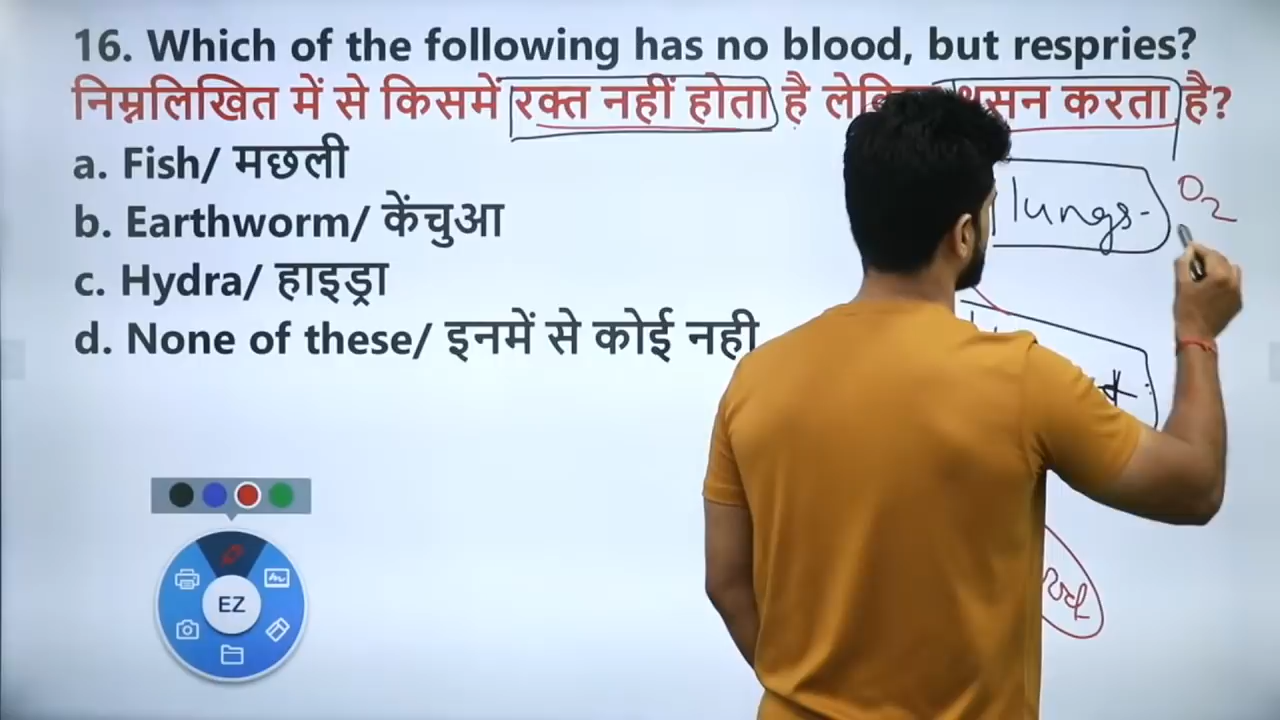 16. Which of the following has no blood, but respries?
निम्नलिखित में से किसमें रक्त नहीं होता है करता है?
a. Fish/ मछली
b. Earthworm/ केंचुआ
c. Hydra/ हाइड्रा
d. None of these/ इनमें से कोई नही
lungs-
O2
EZ